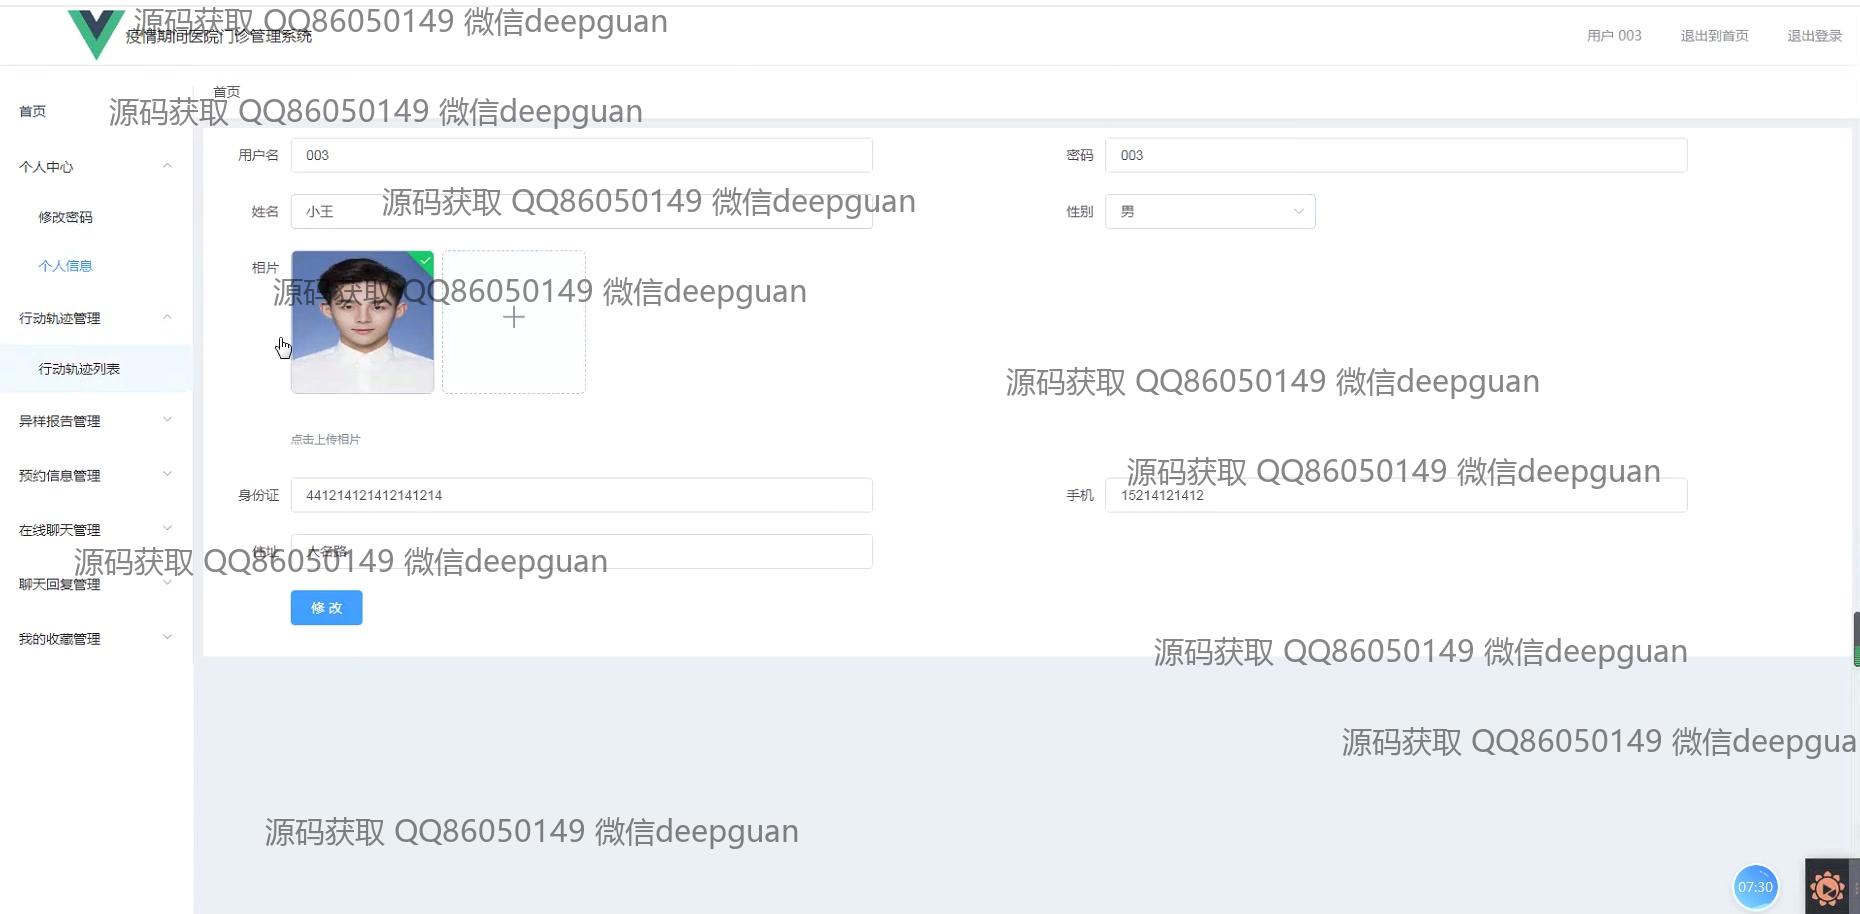 源码获取 QQ86050149 微信deepguan
疫情期间医院门诊管理系统
用户 003
退出到首页
退出登录
首页
首页
源码获取 QQ86050149 微信deepguan
个人中心
修改密码
个人信息
行动轨迹管理
行动轨迹列表
异样报告管理
预约信息管理
在线聊天管理
聊天回复管理
我的收藏管理
用户名 003
密码 003
源码获取 QQ86050149 微信deepguan
姓名 小王
性别 男
相片
源码获取 QQ86050149 微信deepguan
源码获取 QQ86050149 微信deepguan
点击上传相片
源码获取 QQ86050149 微信deepguan
身份证 441214121412141214
手机 15214121412
住址 大名路
源码获取 QQ86050149 微信deepguan
修 改
源码获取 QQ86050149 微信deepguan
源码获取 QQ86050149 微信deepgua
源码获取 QQ86050149 微信deepguan
07:30